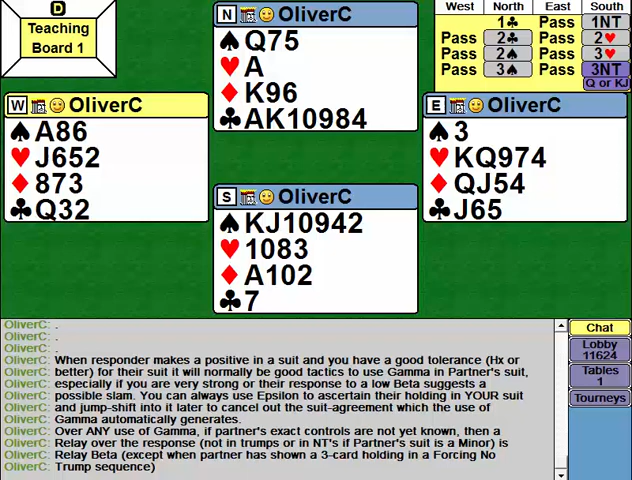 D
Teaching
Board 1
N OliverC
♠ Q75
♥ A
♦ K96
♣ AK10984
West North East South
1♣ Pass 1NT
Pass 2♣ Pass 2♥
Pass 2♠ Pass 3♥
Pass 3♠ Pass 3NT
Q or KJ
W OliverC
♠ A86
♥ J652
♦ 873
♣ Q32
E OliverC
♠ 3
♥ KQ974
♦ QJ54
♣ J65
S OliverC
♠ KJ10942
♥ 1083
♦ A102
♣ 7
OliverC: .
OliverC: .
OliverC: .
OliverC: When responder makes a positive in a suit and you have a good tolerance (Hx or
OliverC: better) for their suit it will normally be good tactics to use Gamma in Partner's suit,
OliverC: especially if you are very strong or their response to a low Beta suggests a
OliverC: possible slam. You can always use Epsilon to ascertain their holding in YOUR suit
OliverC: and jump-shift into it later to cancel out the suit-agreement which the use of
OliverC: Gamma automatically generates.
OliverC: Over ANY use of Gamma, if partner's exact controls are not yet known, then a
OliverC: Relay over the response (not in trumps or in NT's if Partner's suit is a Minor) is
OliverC: Relay Beta (except when partner has shown a 3-card holding in a Forcing No
OliverC: Trump sequence)
Chat
Lobby
11624
Tables
1
Tourneys